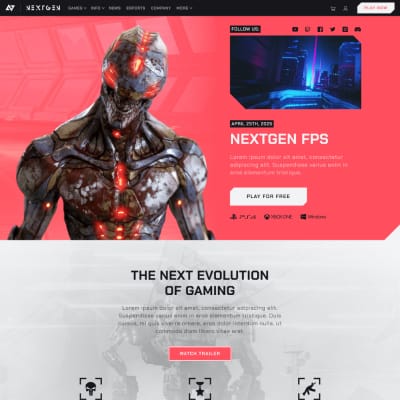 NEXTGEN
GAMES INFO NEWS ESPORTS COMPANY MORE
PLAY NOW
FOLLOW US:
APRIL 25TH, 2025
NEXTGEN FPS
Lorem ipsum dolor sit amet, consectetur
adipiscing elit. Suspendisse varius enim in
eros elementum tristique.
PLAY FOR FREE
PS4 XBOX ONE Windows
THE NEXT EVOLUTION
OF GAMING
Lorem ipsum dolor sit amet, consectetur adipiscing elit.
Suspendisse varius enim in eros elementum tristique. Duis
cursus, mi quis viverra ornare, eros dolor interdum nulla, ut
commodo diam libero vitae erat.
WATCH TRAILER